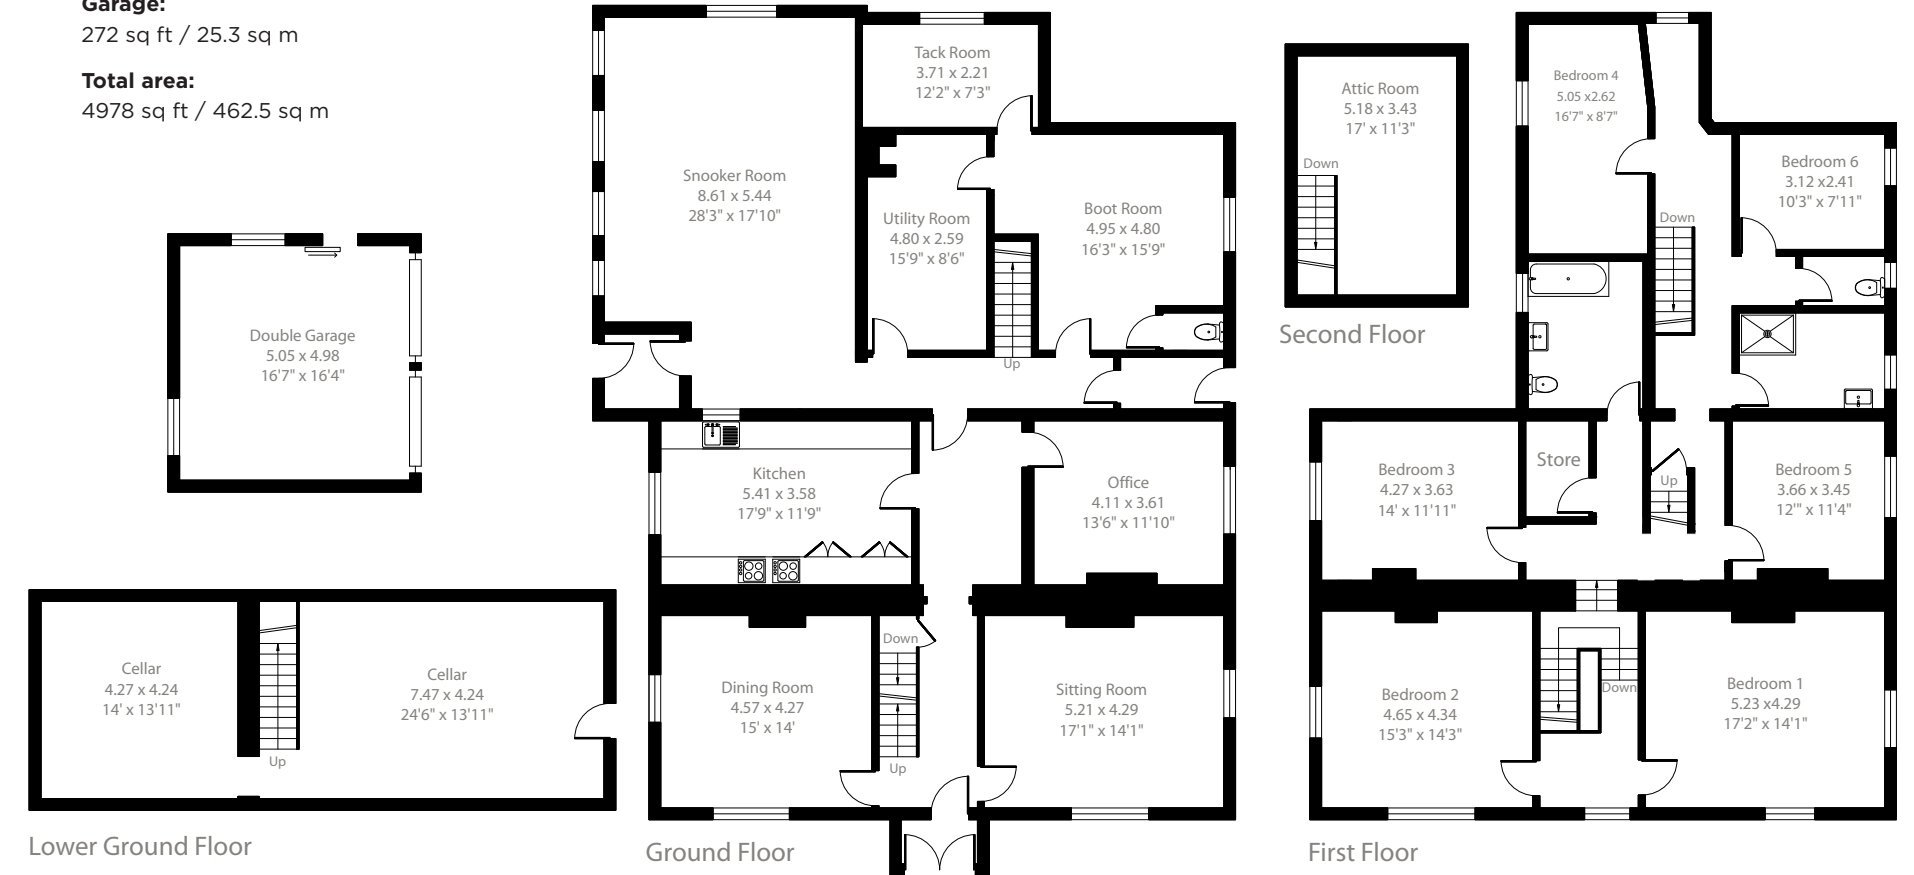 Garage:
272 sq ft / 25.3 sq m
Total area:
4978 sq ft / 462.5 sq m
Double Garage
5.05 x 4.98
16'7" x 16'4"
Cellar
4.27 x 4.24
14' x 13'11"
Up
Cellar
7.47 x 4.24
24'6" x 13'11"
Lower Ground Floor
Snooker Room
8.61 x 5.44
28'3" x 17'10"
Tack Room
3.71 x 2.21
12'2" x 7'3"
Utility Room
4.80 x 2.59
15'9" x 8'6"
Boot Room
4.95 x 4.80
16'3" x 15'9"
Up
Kitchen
5.41 x 3.58
17'9" x 11'9"
Office
4.11 x 3.61
13'6" x 11'10"
Dining Room
4.57 x 4.27
15' x 14'
Down
Up
Sitting Room
5.21 x 4.29
17'1" x 14'1"
Ground Floor
Attic Room
5.18 x 3.43
17' x 11'3"
Down
Second Floor
Bedroom 4
5.05 x2.62
16'7" x 8'7"
Bedroom 6
3.12 x2.41
10'3" x 7'11"
Down
Bedroom 3
4.27 x 3.63
14' x 11'11"
Store
Up
Bedroom 5
3.66 x 3.45
12'" x 11'4"
Bedroom 2
4.65 x 4.34
15'3" x 14'3"
Down
Bedroom 1
5.23 x4.29
17'2" x 14'1"
First Floor